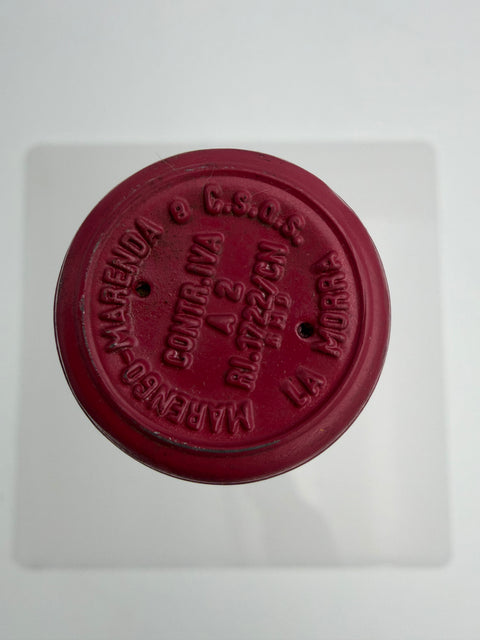 MARENGO-MARENDA e C.S.O.S.
LA MORRA
CONTR.IVA
A 2
RI.1722/CN